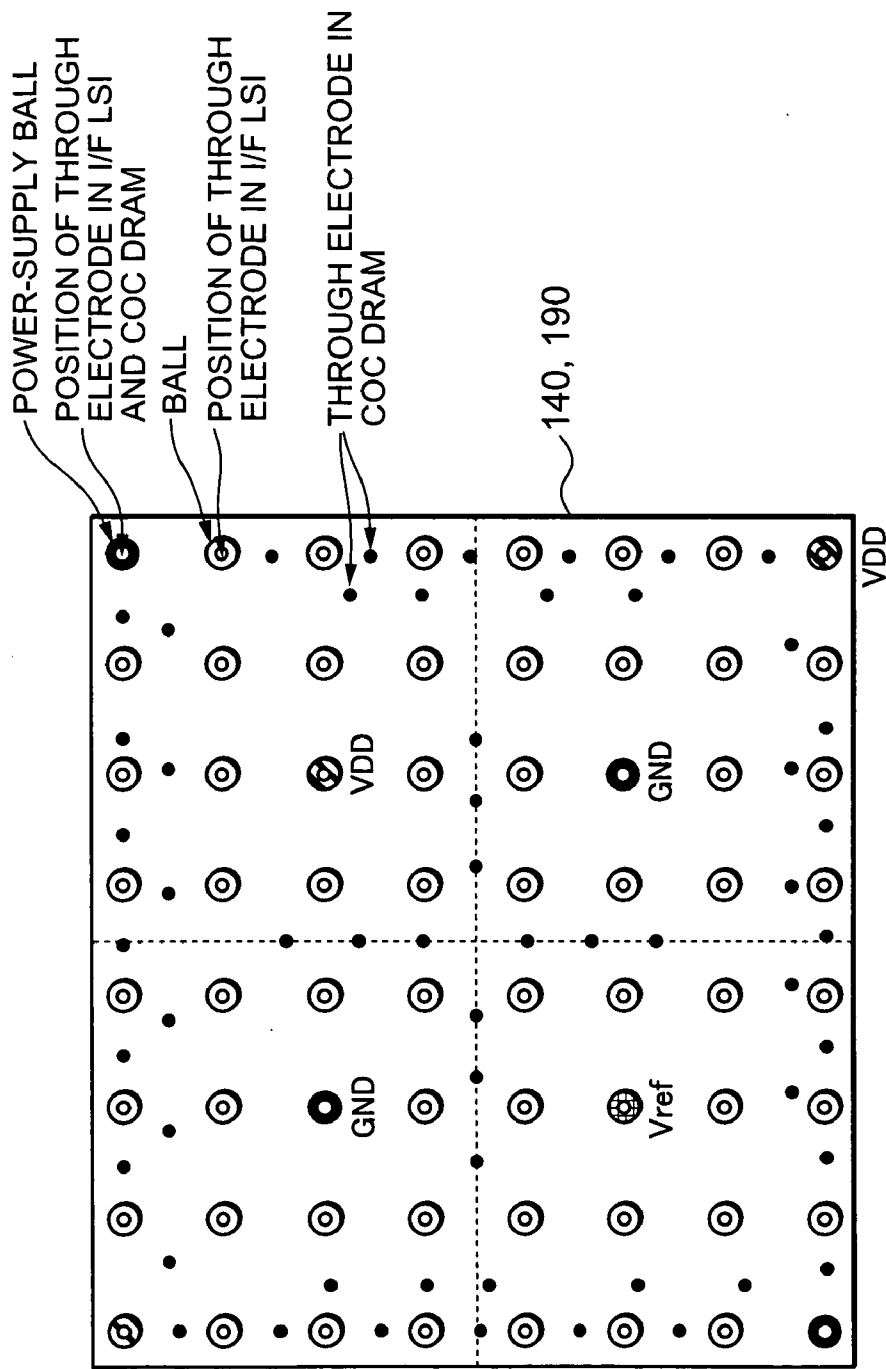 POWER-SUPPLY BALL
POSITION OF THROUGH
ELECTRODE IN I/F LSI
AND COC DRAM
BALL
POSITION OF THROUGH
ELECTRODE IN I/F LSI
THROUGH ELECTRODE IN
COC DRAM
140, 190
VDD
GND
VDD
GND
Vref